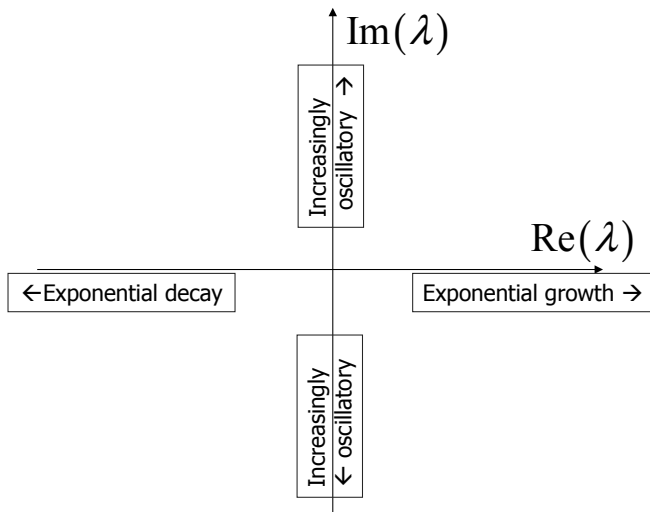 Im(λ)
Increasingly
oscillatory →
Re(λ)
←Exponential decay
Exponential growth →
Increasingly
← oscillatory